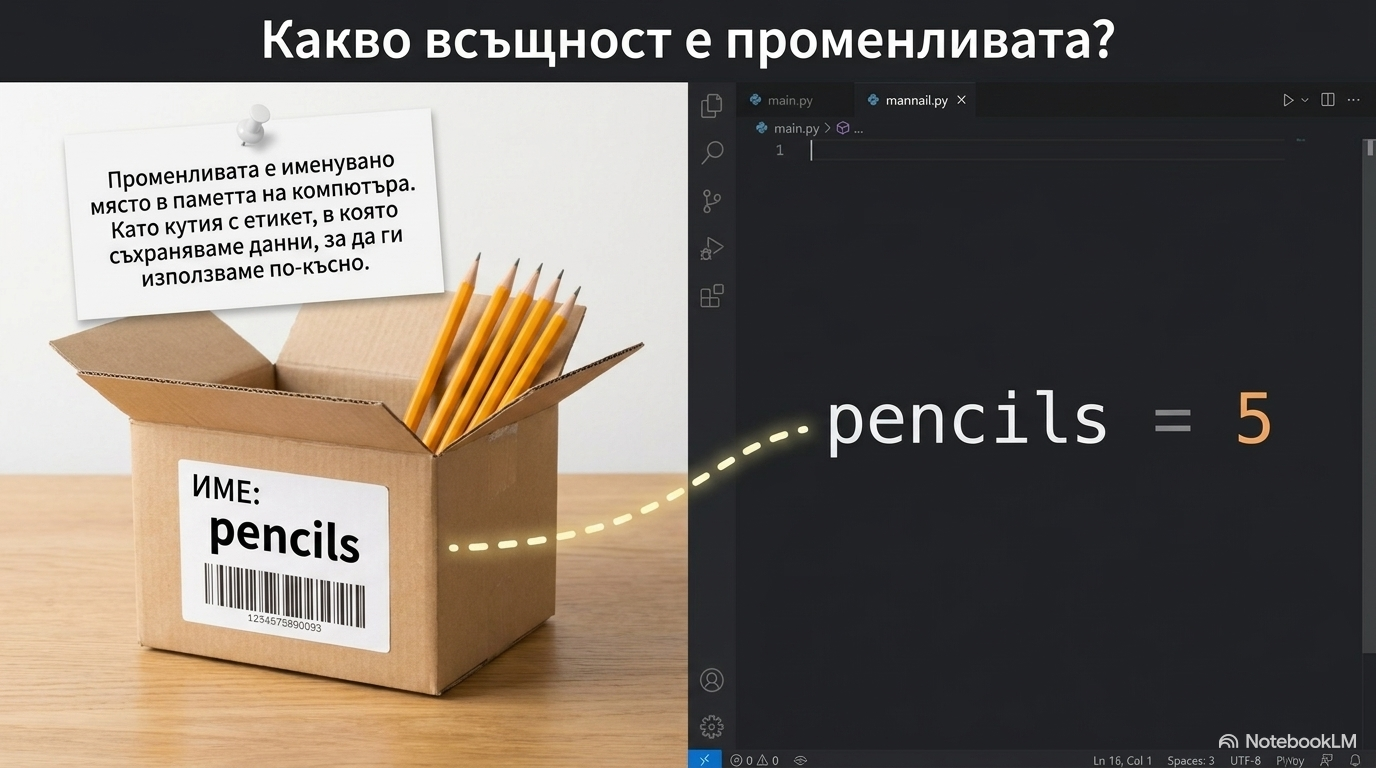 Какво всъщност е променливата?
Променливата е именувано
място в паметта на компютъра.
Като кутия с етикет, в която
съхраняваме данни, за да ги
използваме по-късно.
ИМЕ:
pencils
1234575890093
main.py
mannail.py
main.py > ...
1
pencils = 5
NotebookLM
0 0
Ln 16, Col 1
Spaces: 3
UTF-8